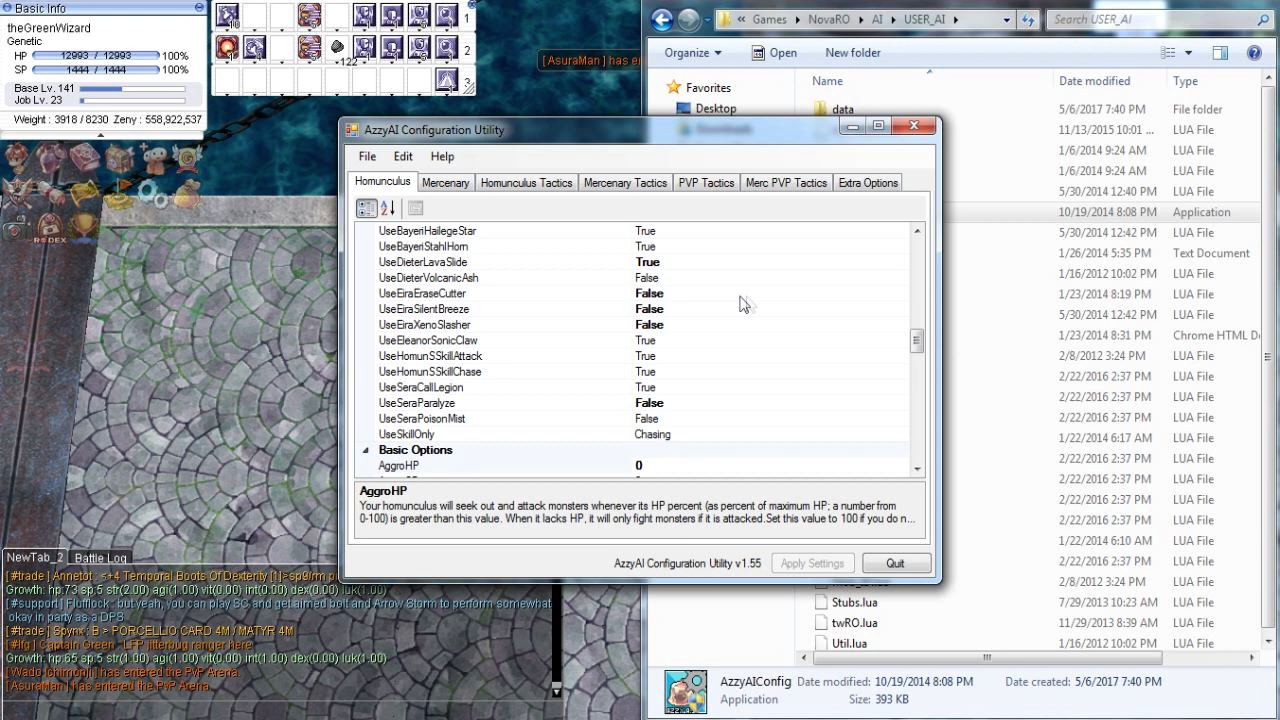 Basic Info
theGreenWizard
Genetic
HP 12993 / 12993 100%
SP 1444 / 1444 100%
Base Lv. 141
Job Lv. 23
Weight : 3918 / 8230 Zeny : 558,922,537
1
2
3
122
[AsuraMan] has en
RODEX
« Games NovaRO AI USER_AI
Search USER_AI
Organize Open New folder
Favorites
Desktop
Downloads
Name Date modified Type
data 5/6/2017 7:40 PM File folder
11/13/2015 10:01 ... LUA File
1/6/2014 9:24 AM LUA File
1/6/2014 9:24 AM LUA File
5/30/2014 12:40 PM LUA File
10/19/2014 8:08 PM Application
5/30/2014 12:42 PM LUA File
1/26/2014 5:35 PM Text Document
1/16/2012 10:02 PM LUA File
1/23/2014 8:19 PM LUA File
5/30/2014 12:42 PM LUA File
1/23/2014 8:31 PM Chrome HTML Do
2/8/2012 3:24 PM LUA File
2/22/2016 2:37 PM LUA File
2/22/2016 2:37 PM LUA File
2/22/2016 2:37 PM LUA File
1/22/2014 6:17 AM LUA File
2/22/2016 2:37 PM LUA File
2/22/2016 2:37 PM LUA File
2/22/2016 2:37 PM LUA File
2/22/2016 2:37 PM LUA File
1/22/2014 6:10 AM LUA File
2/22/2016 2:37 PM LUA File
2/8/2012 3:23 PM LUA File
Stubs.lua 7/29/2013 10:23 AM LUA File
twRO.lua 11/29/2013 8:39 AM LUA File
Util.lua 1/16/2012 10:02 PM LUA File
AzzyAIConfig Date modified: 10/19/2014 8:08 PM Date created: 5/6/2017 7:40 PM
Application Size: 393 KB
AzzyAI Configuration Utility
File Edit Help
Homunculus Mercenary Homunculus Tactics Mercenary Tactics PVP Tactics Merc PVP Tactics Extra Options
UseBayeriHailegeStar True
UseBayeriStahlHorn True
UseDieterLavaSlide True
UseDieterVolcanicAsh False
UseEiraEraseCutter False
UseEiraSilentBreeze False
UseEiraXenoSlasher False
UseEleanorSonicClaw True
UseHomunSSkillAttack True
UseHomunSSkillChase True
UseSeraCallLegion True
UseSeraParalyze False
UseSeraPoisonMist False
UseSkillOnly Chasing
Basic Options
AggroHP 0
AggroHP
Your homunculus will seek out and attack monsters whenever its HP percent (as percent of maximum HP; a number from
0-100) is greater than this value. When it lacks HP, it will only fight monsters if it is attacked.Set this value to 100 if you do n...
AzzyAI Configuration Utility v1.55 Apply Settings Quit
NewTab_2 Battle Log
[ #trade ] Annetot : <+4 Temporal Boots Of Dexterity [1]>sp9/rm p
Growth: hp:73 sp:5 str(2.00) agi(1.00) vit(0.00) int(0.00) dex(0.00) luk(1.00)
[ #support ] Fluflock : but yeah, you can play SC and get aimed bolt and Arrow Storm to perform somewhat
okay in party as a DPS
[ #trade ] Spynx : B > PORCELLIO CARD 4M / MATYR 4M
[ #lfg ] Captain Green : LFP jitterbug ranger here
Growth: hp:65 sp:5 str(1.00) agi(1.00) vit(0.00) int(1.00) dex(0.00) luk(1.00)
[Wado Ichimonji] has entered the PvP Arena.
[AsuraMan] has entered the PvP Arena.